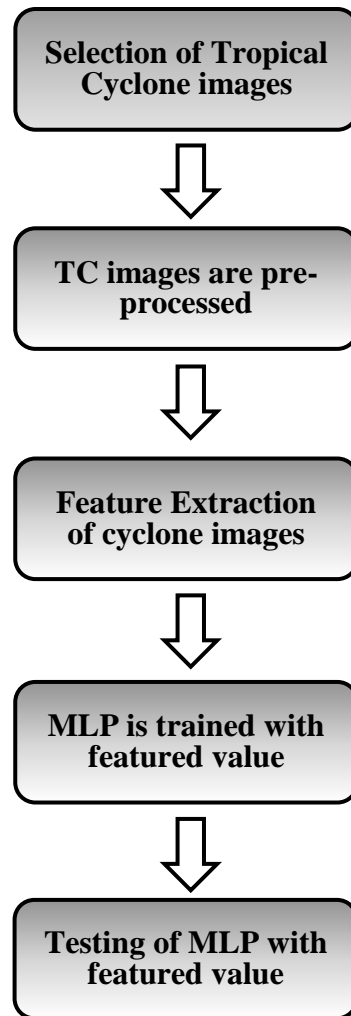 Selection of Tropical
Cyclone images
TC images are pre-
processed
Feature Extraction
of cyclone images
MLP is trained with
featured value
Testing of MLP with
featured value